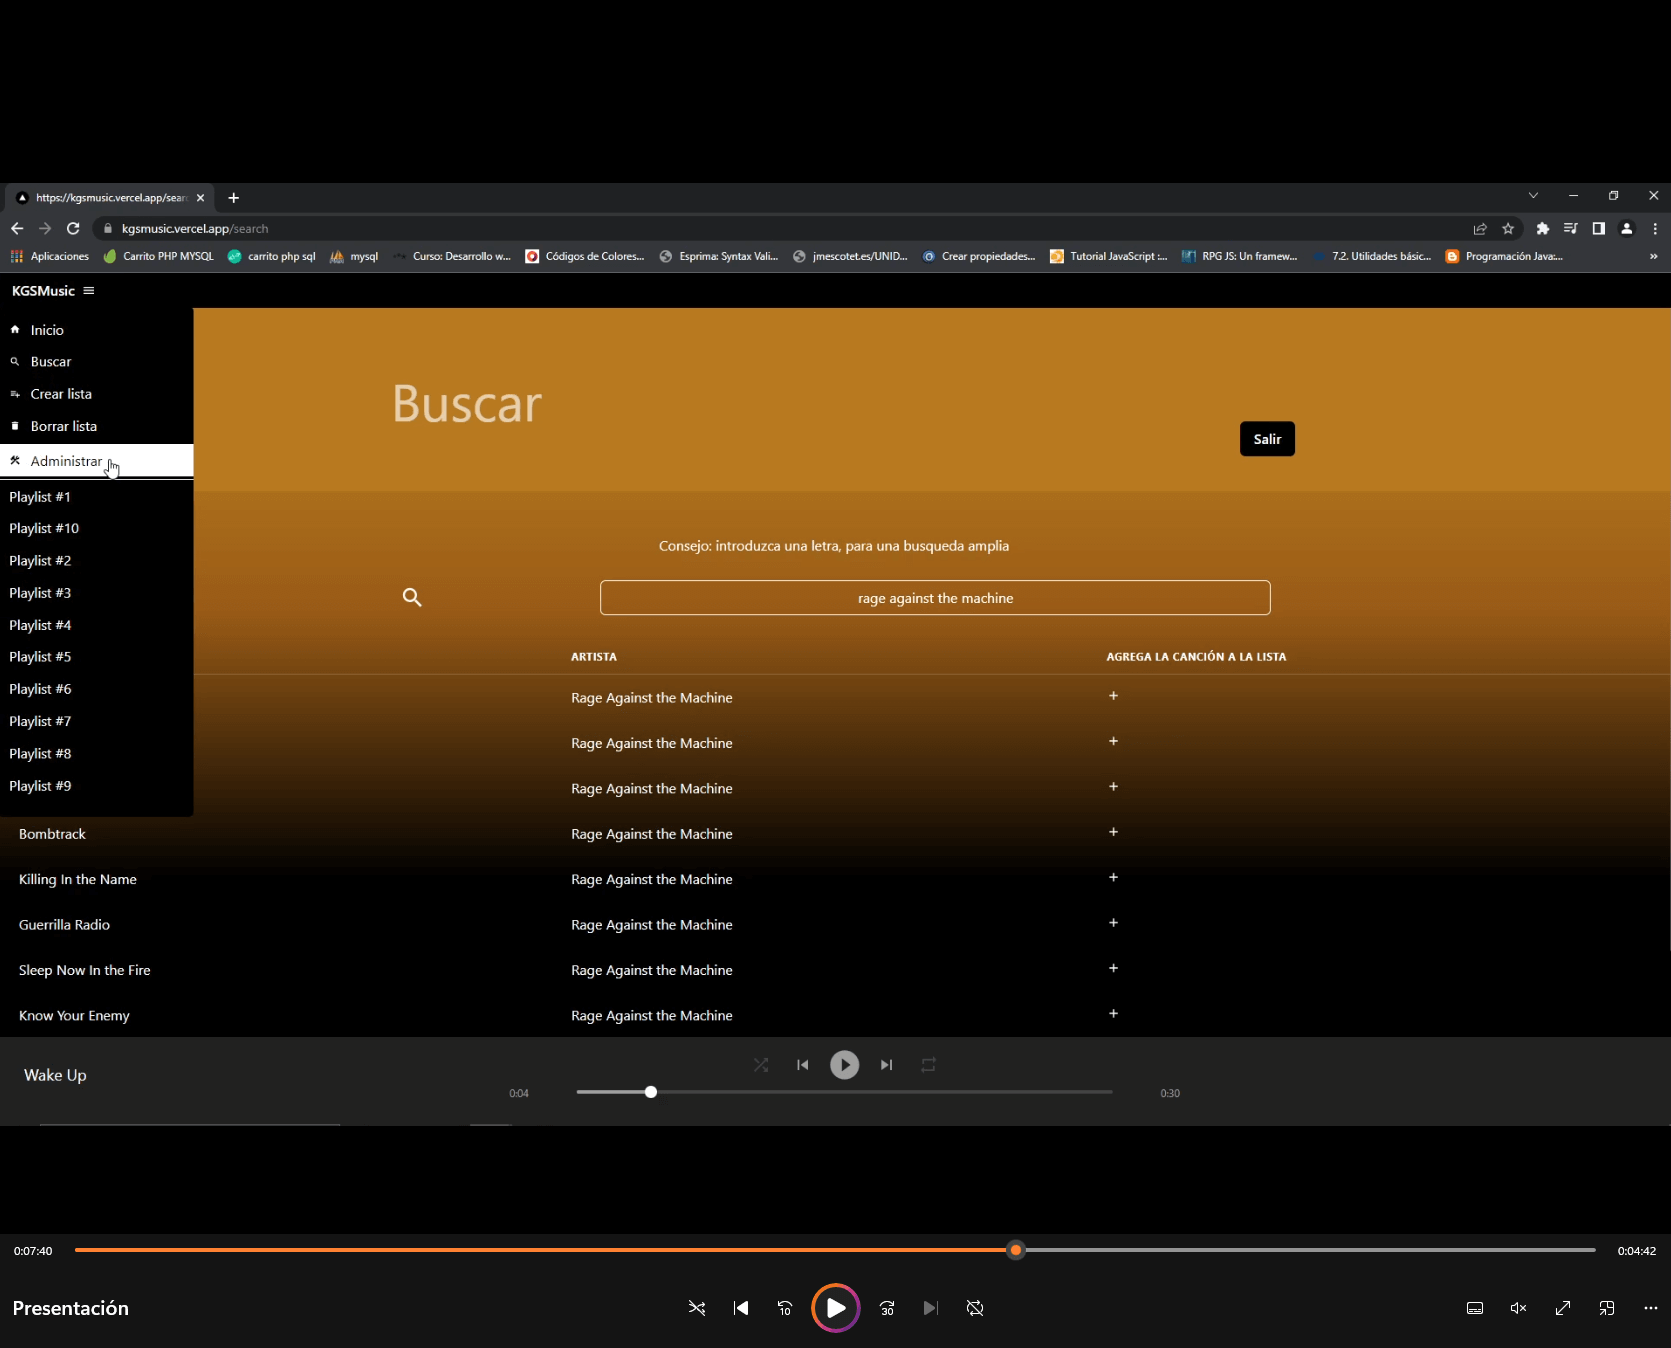 https://kgsmusic.vercel.app/sear
kgsmusic.vercel.app/search
Aplicaciones Carrito PHP MYSQL carrito php sql mysql Curso: Desarrollo w... Códigos de Colores... Esprima: Syntax Vali... jmescotet.es/UNID... Crear propiedades... Tutorial JavaScript :... RPG JS: Un framew... 7.2. Utilidades básic... Programación Java:... »
KGSMusic
Inicio
Buscar
Crear lista
Borrar lista
Administrar
Playlist #1
Playlist #10
Playlist #2
Playlist #3
Playlist #4
Playlist #5
Playlist #6
Playlist #7
Playlist #8
Playlist #9
Buscar
Salir
Consejo: introduzca una letra, para una busqueda amplia
rage against the machine
ARTISTA AGREGA LA CANCIÓN A LA LISTA
Rage Against the Machine +
Rage Against the Machine +
Rage Against the Machine +
Bombtrack Rage Against the Machine +
Killing In the Name Rage Against the Machine +
Guerrilla Radio Rage Against the Machine +
Sleep Now In the Fire Rage Against the Machine +
Know Your Enemy Rage Against the Machine +
Wake Up
0:04 0:30
0:07:40 0:04:42
Presentación 10 30